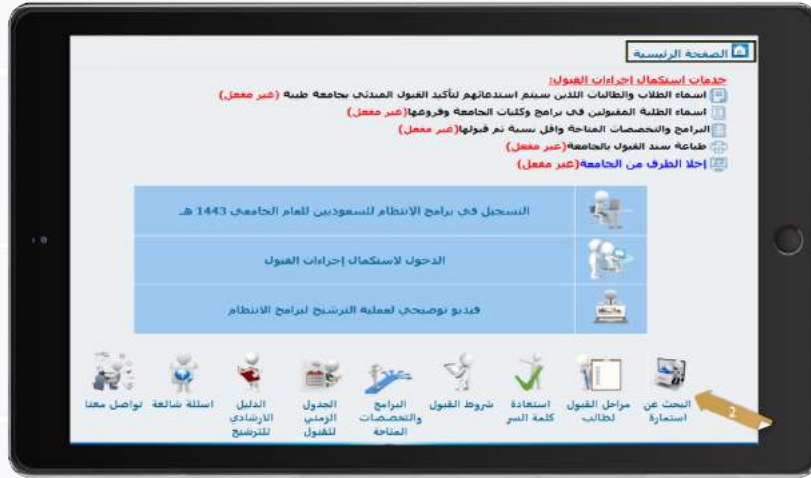 الصفحة الرئيسية
خدمات استكمال إجراءات القبول:
اسماء الطلاب والطالبات اللذين سيتم استدعائهم لتأكيد القبول المبدئي بجامعة طيبة (غير مفعل)
اسماء الطلبة المقبولين في برامج وكليات الجامعة وفروعها(غير مفعل)
البرامج والتخصصات المتاحة واقل نسبة تم قبولها(غير مفعل)
طباعة سند القبول بالجامعة(غير مفعل)
إخلا الطرف من الجامعة(غير مفعل)
التسجيل في برامج الانتظام للسعوديين للعام الجامعي 1443 هـ
الدخول لاستكمال إجراءات القبول
فيديو توضيحي لعملية الترشيح لبرامج الانتظام
البحث عن استمارة
مراحل القبول لطالب
استعادة كلمة السر
شروط القبول
البرامج والتخصصات المتاحة
الجدول الزمني للقبول
الدليل الارشادي للترشيح
اسئلة شائعة
تواصل معنا
2